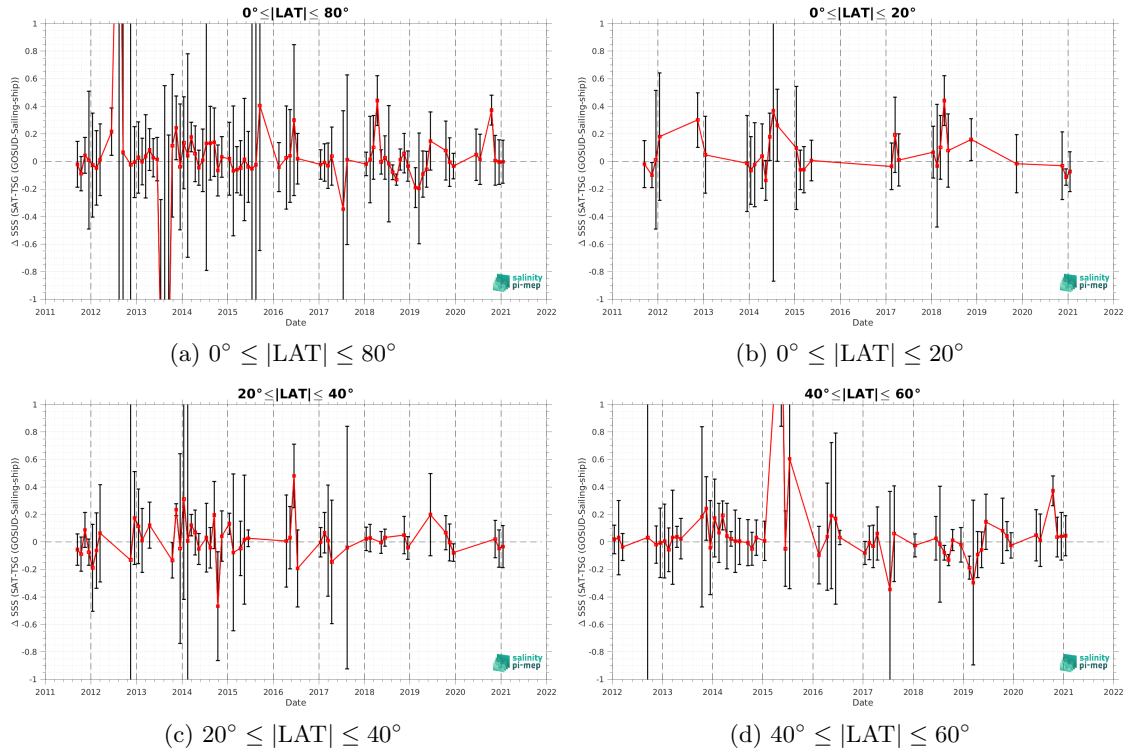 0°≤|LAT|≤ 80°
Δ SSS (SAT-TSG (GOSUD-Sailing-ship))
1
0.8
0.6
0.4
0.2
0
-0.2
-0.4
-0.6
-0.8
-1
2011 2012 2013 2014 2015 2016 2017 2018 2019 2020 2021 2022
Date
salinity
pi-mep
(a) 0° ≤ |LAT| ≤ 80°
0°≤|LAT|≤ 20°
Δ SSS (SAT-TSG (GOSUD-Sailing-ship))
1
0.8
0.6
0.4
0.2
0
-0.2
-0.4
-0.6
-0.8
-1
2011 2012 2013 2014 2015 2016 2017 2018 2019 2020 2021 2022
Date
salinity
pi-mep
(b) 0° ≤ |LAT| ≤ 20°
20°≤|LAT|≤ 40°
Δ SSS (SAT-TSG (GOSUD-Sailing-ship))
1
0.8
0.6
0.4
0.2
0
-0.2
-0.4
-0.6
-0.8
-1
2011 2012 2013 2014 2015 2016 2017 2018 2019 2020 2021 2022
Date
salinity
pi-mep
(c) 20° ≤ |LAT| ≤ 40°
40°≤|LAT|≤ 60°
Δ SSS (SAT-TSG (GOSUD-Sailing-ship))
1
0.8
0.6
0.4
0.2
0
-0.2
-0.4
-0.6
-0.8
-1
2012 2013 2014 2015 2016 2017 2018 2019 2020 2021 2022
Date
salinity
pi-mep
(d) 40° ≤ |LAT| ≤ 60°